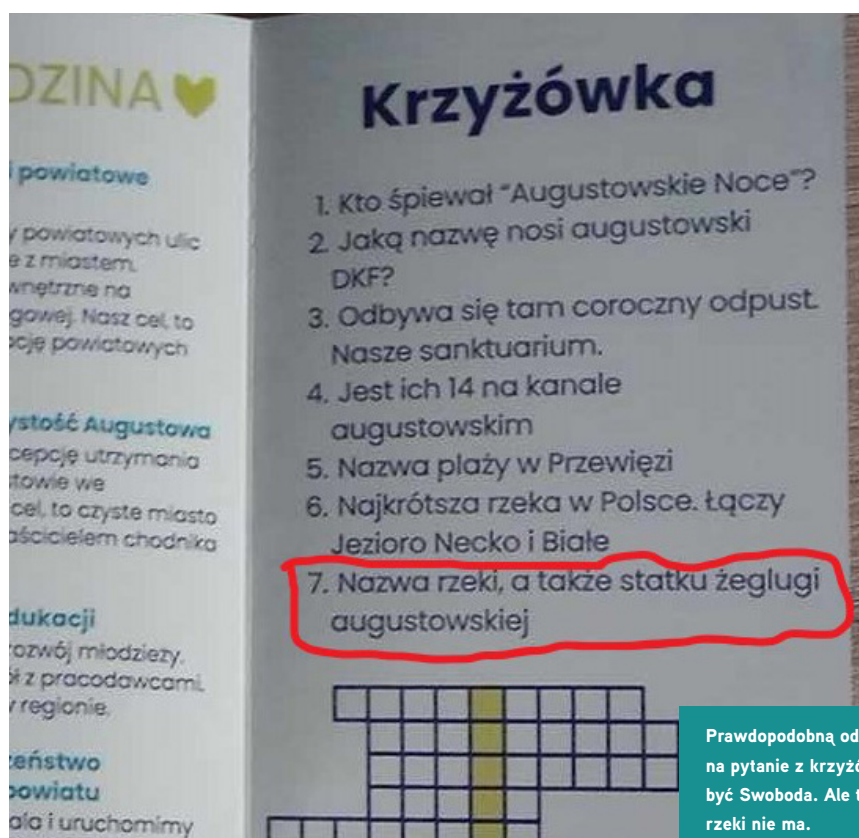 DZINA
i powiatowe
y powiatowych ulic
e z miastem.
wnętrzne na
gowej. Nasz cel, to
cję powiatowych
ystość Augustowa
cepcję utrzymania
towie we
cel, to czyste miasto
aścicielem chodnika
dukacji
rozwój młodzieży,
ł z pracodawcami,
regionie.
zeństwo
powiatu
ala i uruchomimy
Krzyżówka
1. Kto śpiewał "Augustowskie Noce"?
2. Jaką nazwę nosi augustowski
DKF?
3. Odbywa się tam coroczny odpust.
Nasze sanktuarium.
4. Jest ich 14 na kanale
augustowskim
5. Nazwa plaży w Przewięzi
6. Najkrótsza rzeka w Polsce. Łączy
Jezioro Necko i Białe
7. Nazwa rzeki, a także statku żeglugi
augustowskiej
Prawdopodobną od
na pytanie z krzyżó
być Swoboda. Ale t
rzeki nie ma.